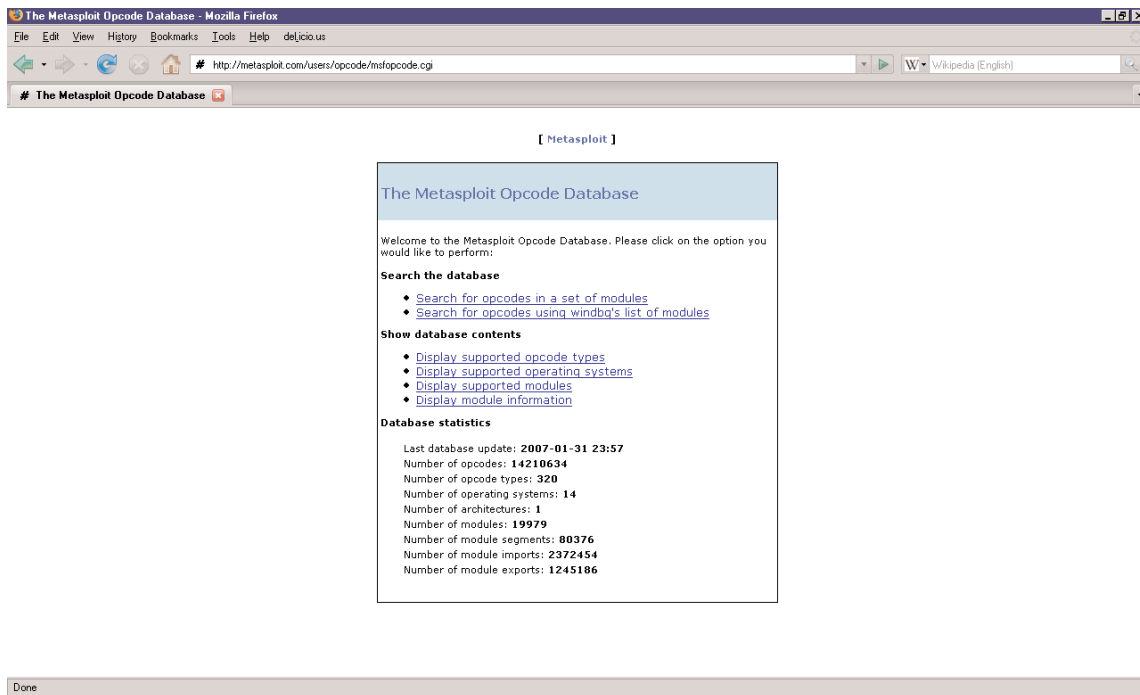 The Metasploit Opcode Database - Mozilla Firefox
File Edit View History Bookmarks Tools Help del.icio.us
# http://metasploit.com/users/opcode/msfopcode.cgi W Wikipedia (English)
# The Metasploit Opcode Database
[ Metasploit ]
The Metasploit Opcode Database
Welcome to the Metasploit Opcode Database. Please click on the option you
would like to perform:
Search the database
Search for opcodes in a set of modules
Search for opcodes using windbg's list of modules
Show database contents
Display supported opcode types
Display supported operating systems
Display supported modules
Display module information
Database statistics
Last database update: 2007-01-31 23:57
Number of opcodes: 14210634
Number of opcode types: 320
Number of operating systems: 14
Number of architectures: 1
Number of modules: 19979
Number of module segments: 80376
Number of module imports: 2372454
Number of module exports: 1245186
Done